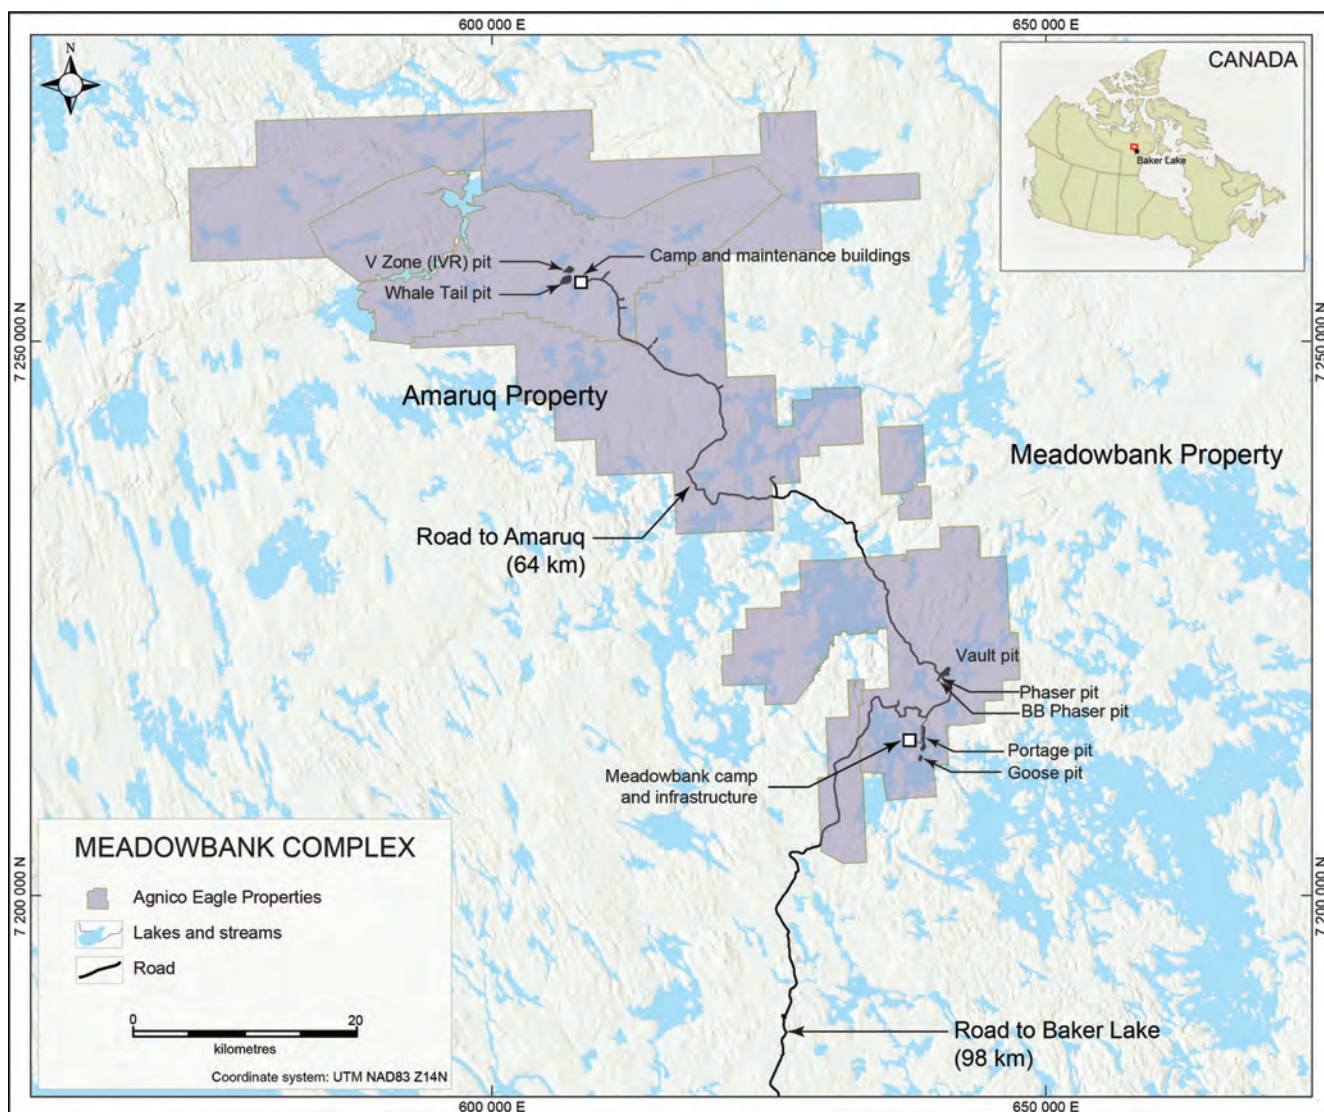 600 000 E
650 000 E
N
CANADA
Baker Lake
V Zone (IVR) pit
Camp and maintenance buildings
Whale Tail pit
7 250 000 N
7 250 000 N
Amaruq Property
Meadowbank Property
Road to Amaruq
(64 km)
Vault pit
Phaser pit
BB Phaser pit
Portage pit
Goose pit
Meadowbank camp
and infrastructure
MEADOWBANK COMPLEX
Agnico Eagle Properties
Lakes and streams
Road
0
20
kilometres
Coordinate system: UTM NAD83 Z14N
7 200 000 N
7 200 000 N
Road to Baker Lake
(98 km)
600 000 E
650 000 E